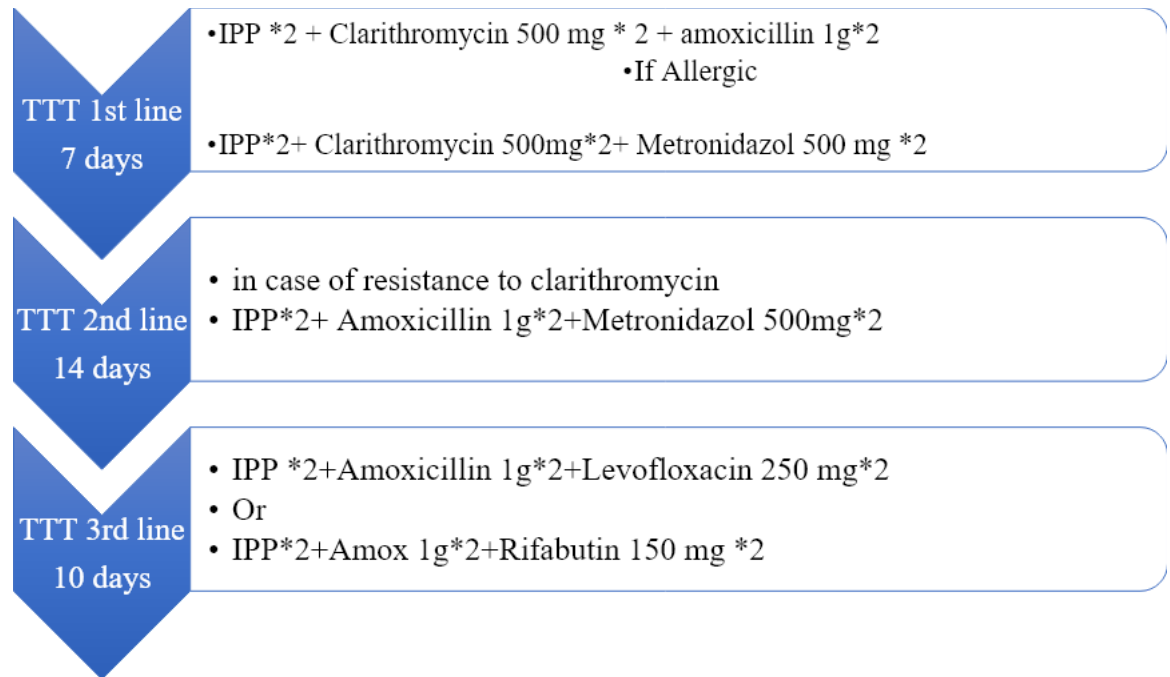 TTT 1st line
7 days
•IPP *2 + Clarithromycin 500 mg * 2 + amoxicillin 1g*2
•If Allergic
•IPP*2+ Clarithromycin 500mg*2+ Metronidazol 500 mg *2
TTT 2nd line
14 days
• in case of resistance to clarithromycin
• IPP*2+ Amoxicillin 1g*2+Metronidazol 500mg*2
TTT 3rd line
10 days
• IPP *2+Amoxicillin 1g*2+Levofloxacin 250 mg*2
• Or
• IPP*2+Amox 1g*2+Rifabutin 150 mg *2